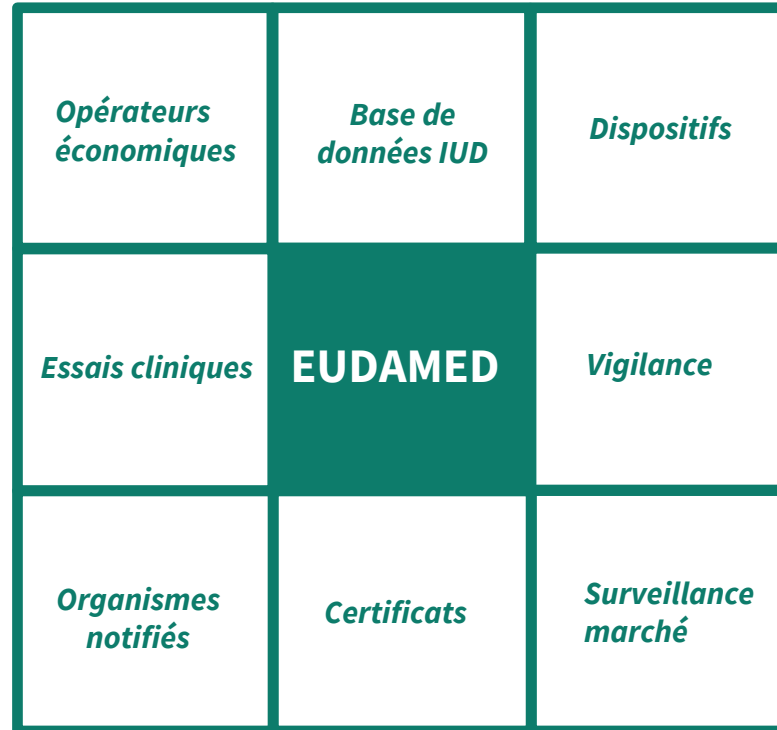 Opérateurs
économiques
Base de
données IUD
Dispositifs
Essais cliniques
EUDAMED
Vigilance
Organismes
notifiés
Certificats
Surveillance
marché